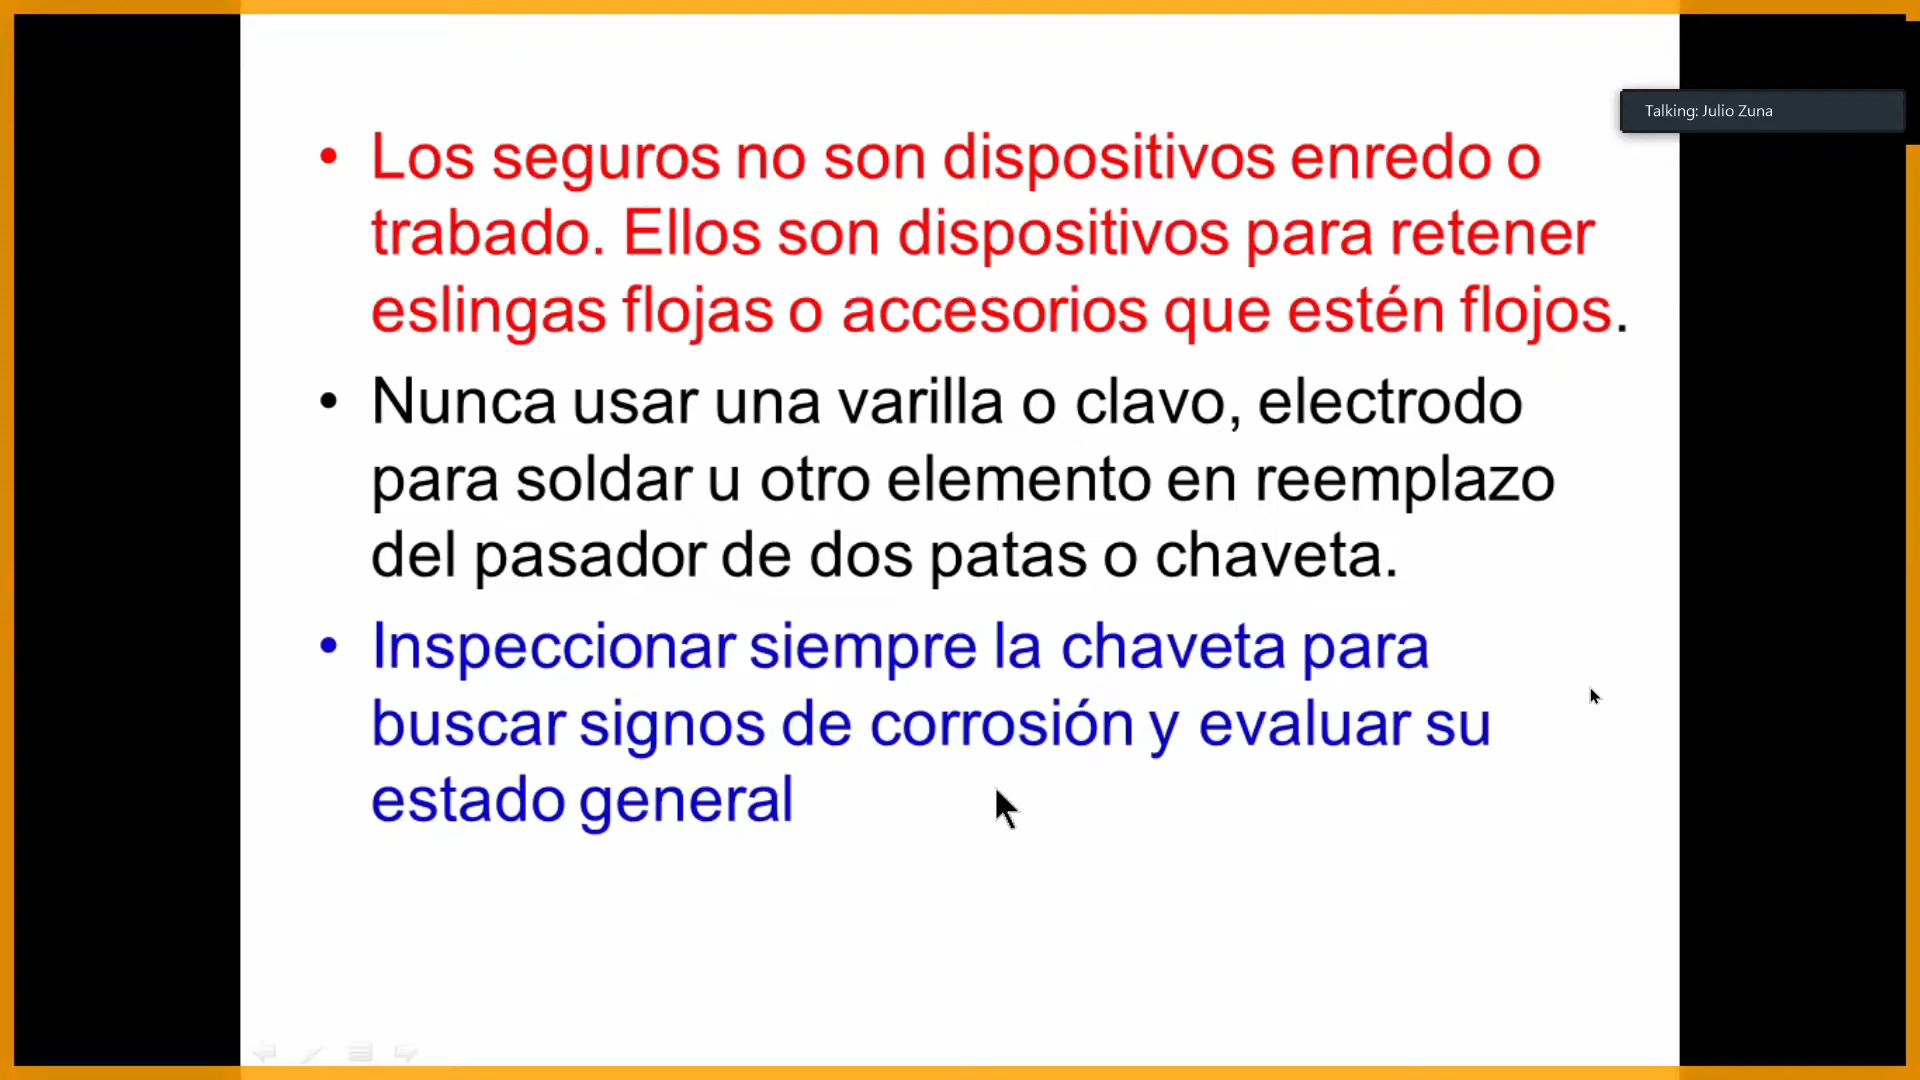 Talking: Julio Zuna
• Los seguros no son dispositivos enredo o
trabado. Ellos son dispositivos para retener
eslingas flojas o accesorios que estén flojos.
• Nunca usar una varilla o clavo, electrodo
para soldar u otro elemento en reemplazo
del pasador de dos patas o chaveta.
• Inspeccionar siempre la chaveta para
buscar signos de corrosión y evaluar su
estado general